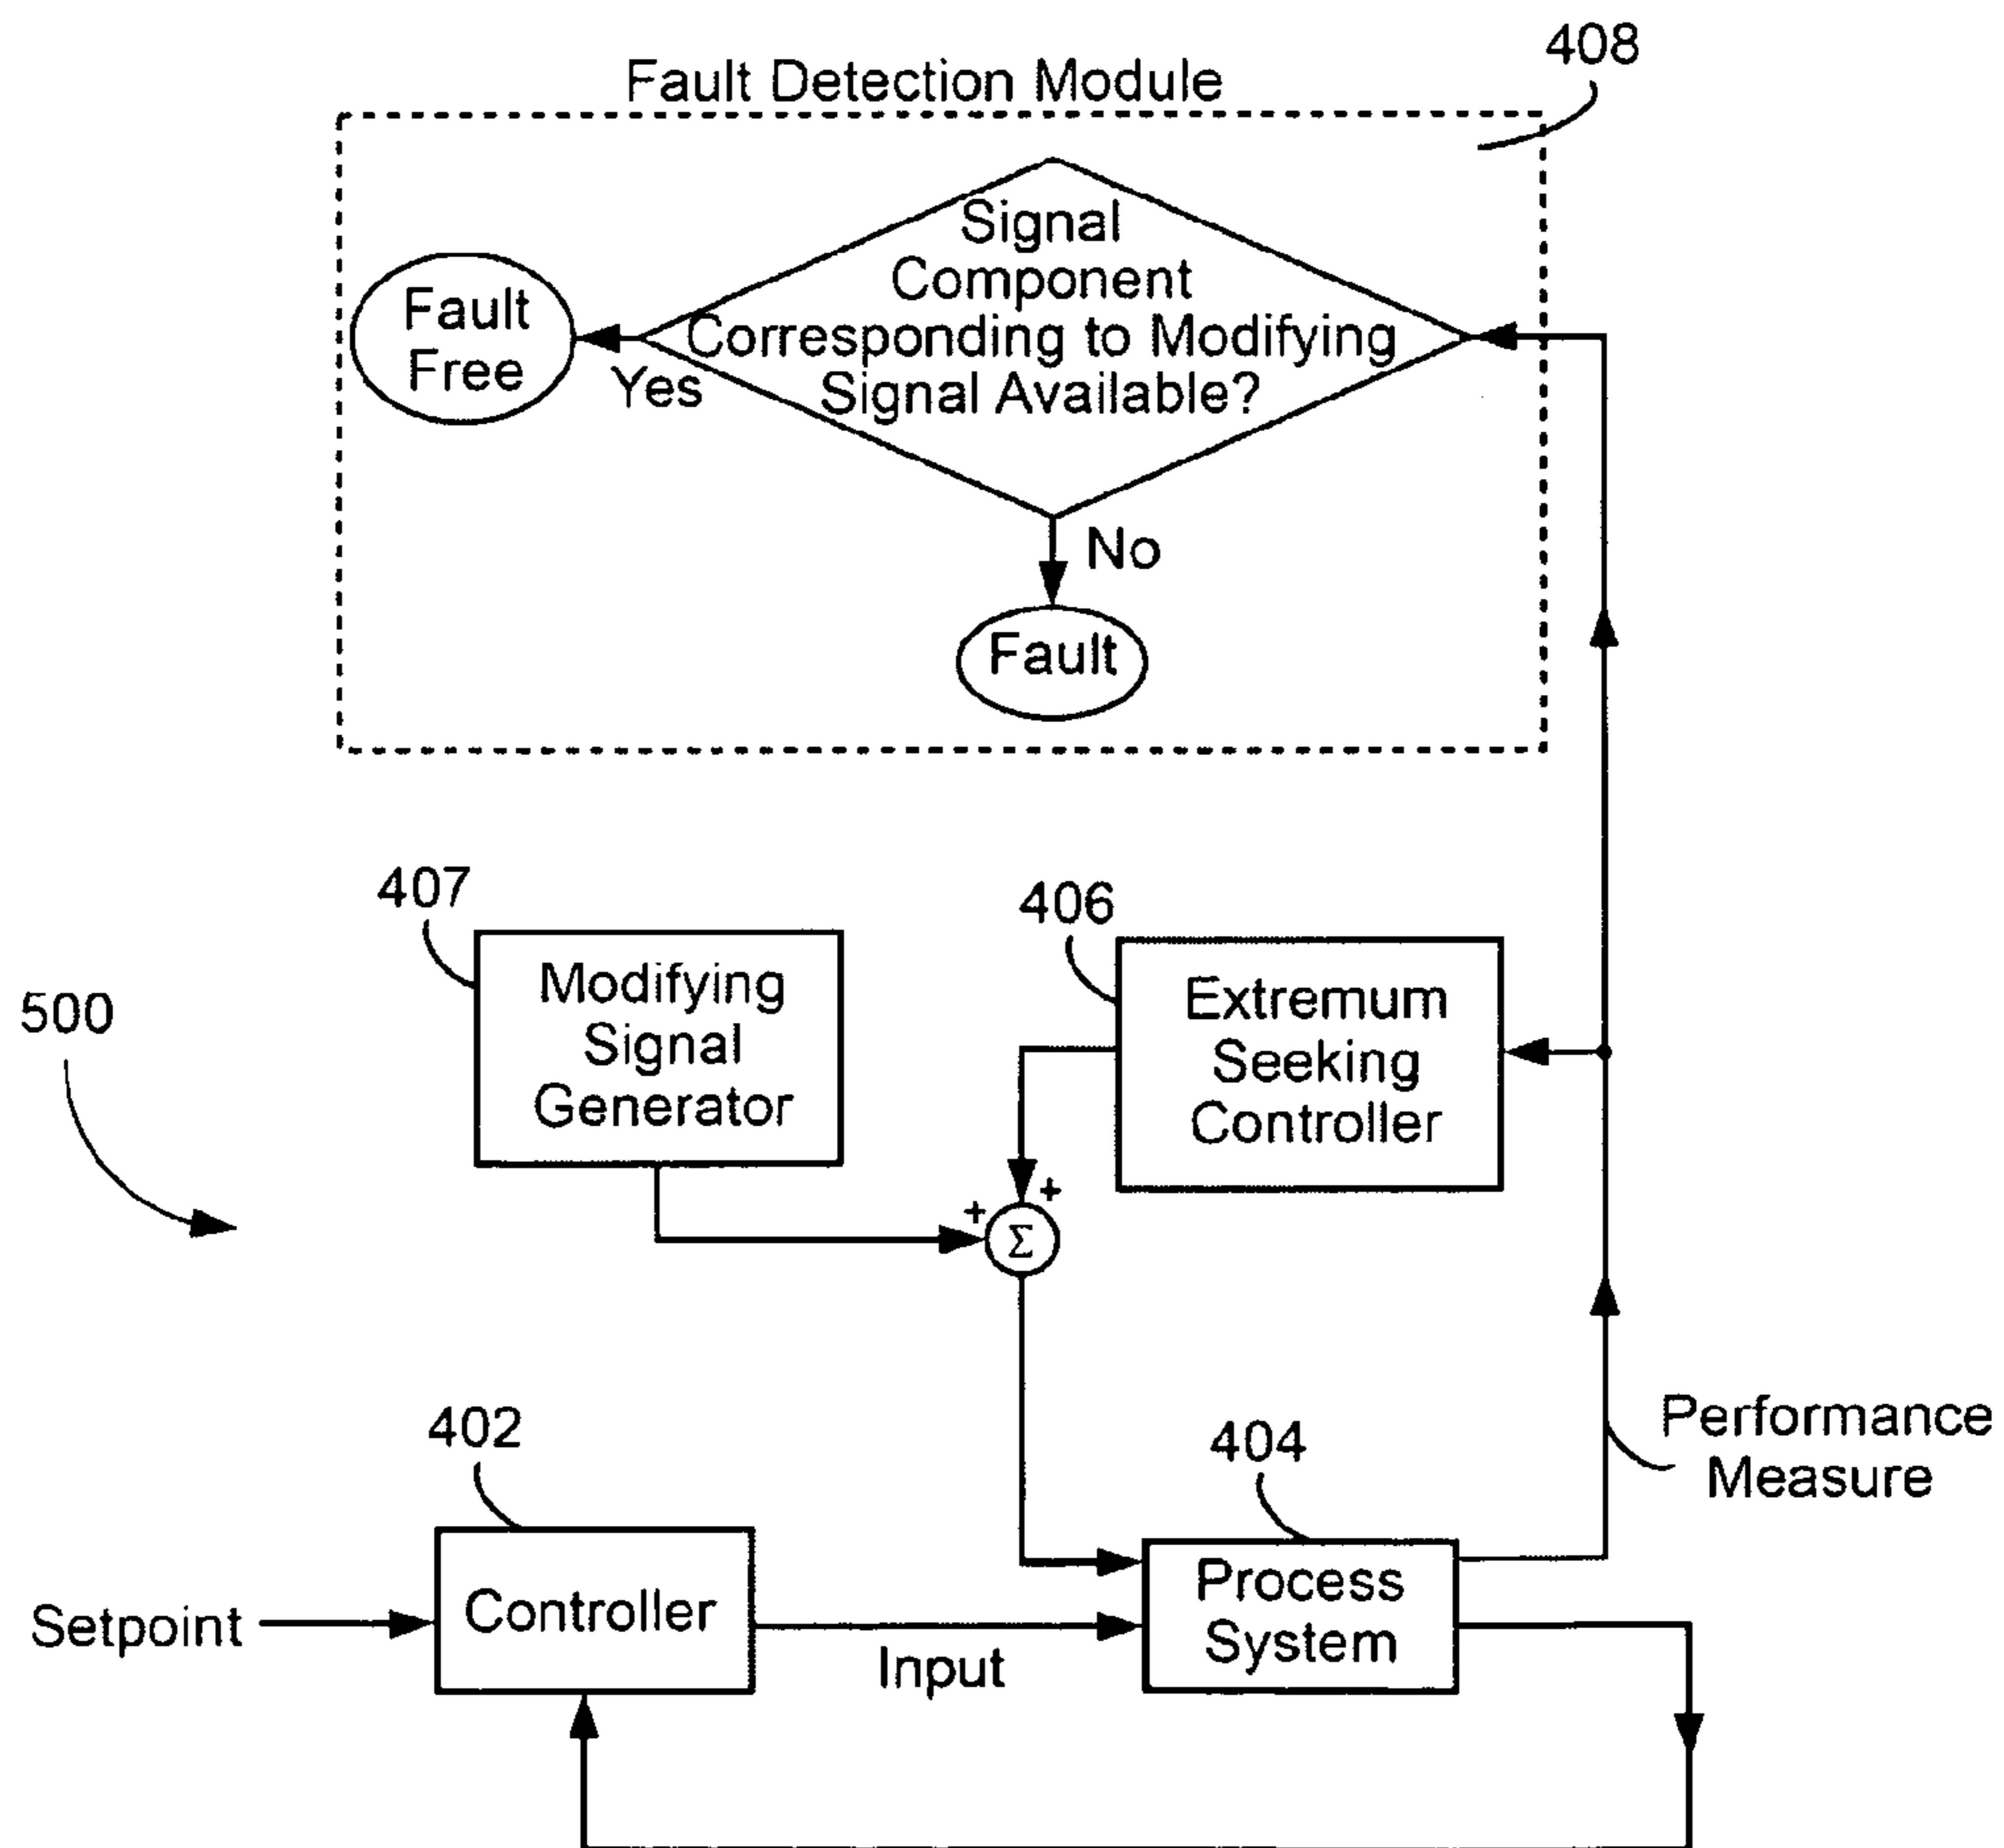 408
Fault Detection Module
Signal
Component
Corresponding to Modifying
Signal Available?
Fault
Free
Yes
No
Fault
407
406
Modifying
Signal
Generator
Extremum
Seeking
Controller
500
+
+
Σ
402
404
Performance
Measure
Setpoint
Controller
Input
Process
System